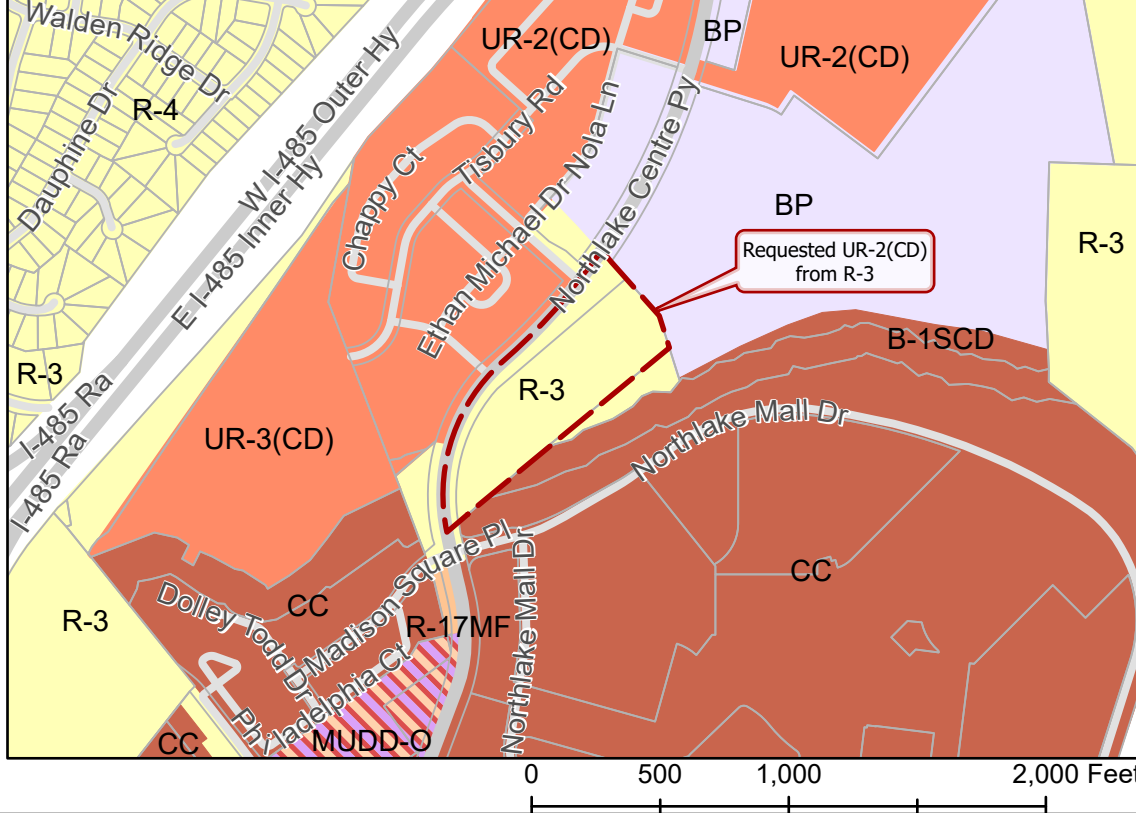 Walden Ridge Dr
UR-2(CD)
BP
UR-2(CD)
R-4
Dauphine Dr
W I-485 Outer Hy
E I-485 Inner Hy
Chappy Ct
Tisbury Rd
Nola Ln
Ethan Michael Dr
Northlake Centre Py
Northlake Centre Py
BP
Requested UR-2(CD)
from R-3
R-3
B-1SCD
R-3
R-3
I-485 Ra
I-485 Ra
UR-3(CD)
Northlake Mall Dr
Madison Square Pl
Northlake Mall Dr
CC
CC
Dolley Todd Dr
R-3
R-17MF
Philadelphia Ct
CC
MUDD-O
0 500 1,000 2,000 Feet